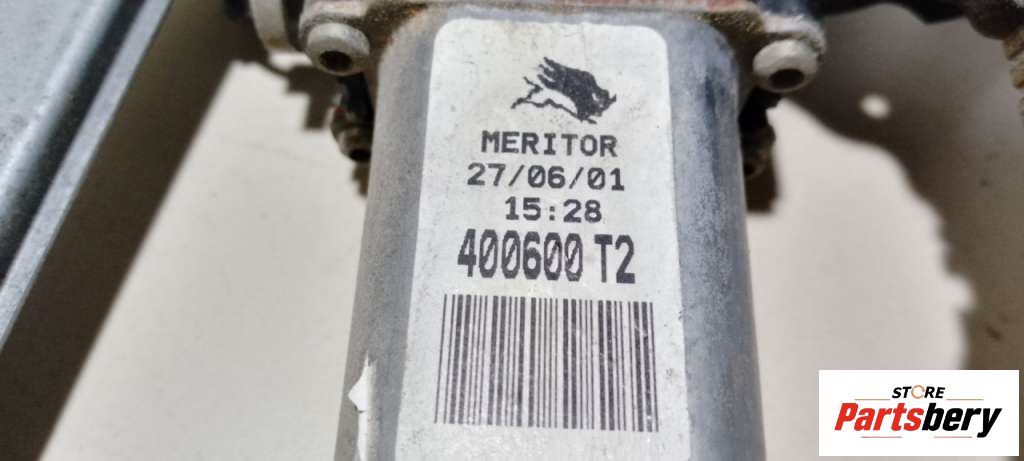 MERITOR
27/06/01
15:28
400600 T2
STORE
Partsbery